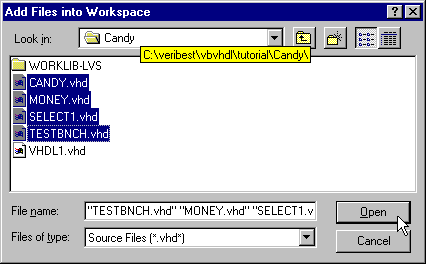 Add Files into Workspace
Look in: Candy
C:\veribest\vbvhdl\tutorial\Candy\
WORKLIB-LVS
CANDY.vhd
MONEY.vhd
SELECT1.vhd
TESTBNCH.vhd
VHDL1.vhd
File name: "TESTBNCH.vhd" "MONEY.vhd" "SELECT1.v
Open
Files of type: Source Files (*.vhd*)
Cancel